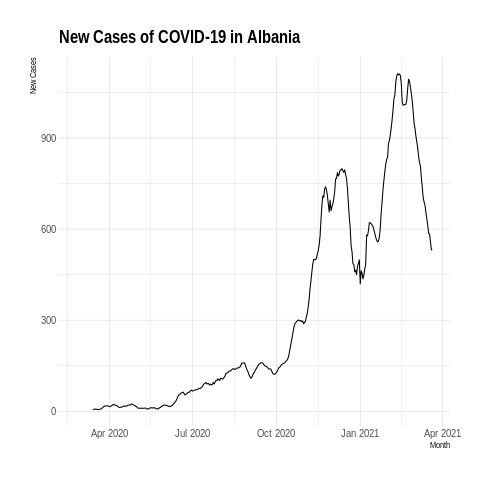 New Cases of COVID-19 in Albania
New Cases
900
600
300
0
Apr 2020 Jul 2020 Oct 2020 Jan 2021 Apr 2021
Month